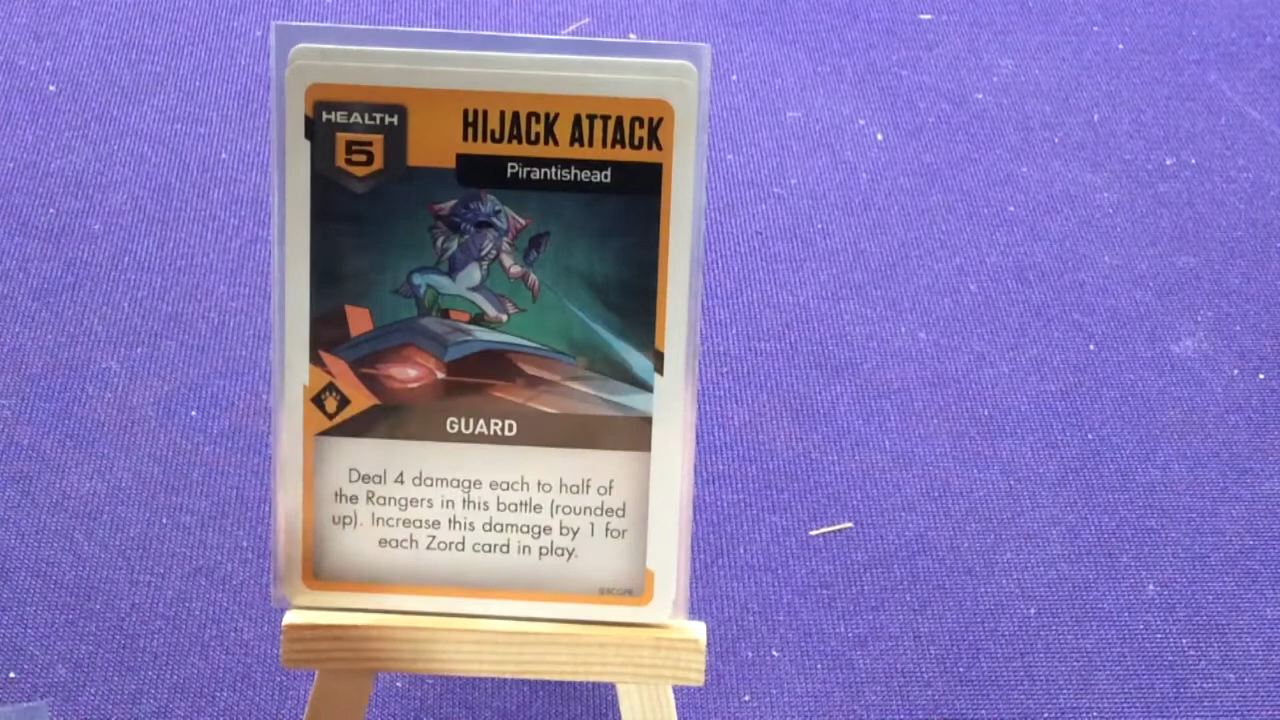 HEALTH
5
HIJACK ATTACK
Pirantishead
GUARD
Deal 4 damage each to half of
the Rangers in this battle (rounded
up). Increase this damage by 1 for
each Zord card in play.